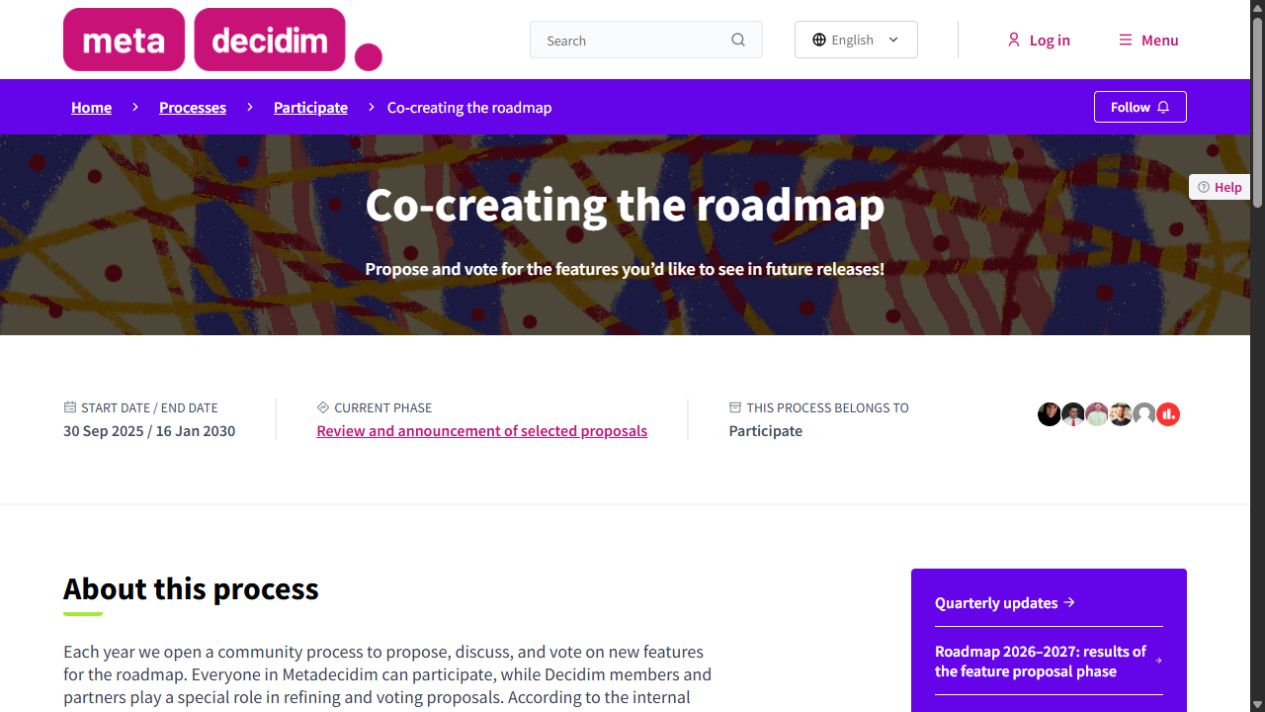 meta decidim
Search
English
Log in
Menu
Home > Processes > Participate > Co-creating the roadmap
Follow
Help
Co-creating the roadmap
Propose and vote for the features you’d like to see in future releases!
START DATE / END DATE
30 Sep 2025 / 16 Jan 2030
CURRENT PHASE
Review and announcement of selected proposals
THIS PROCESS BELONGS TO
Participate
About this process
Each year we open a community process to propose, discuss, and vote on new features
for the roadmap. Everyone in Metadecidim can participate, while Decidim members and
partners play a special role in refining and voting proposals. According to the internal
Quarterly updates →
Roadmap 2026–2027: results of
the feature proposal phase →